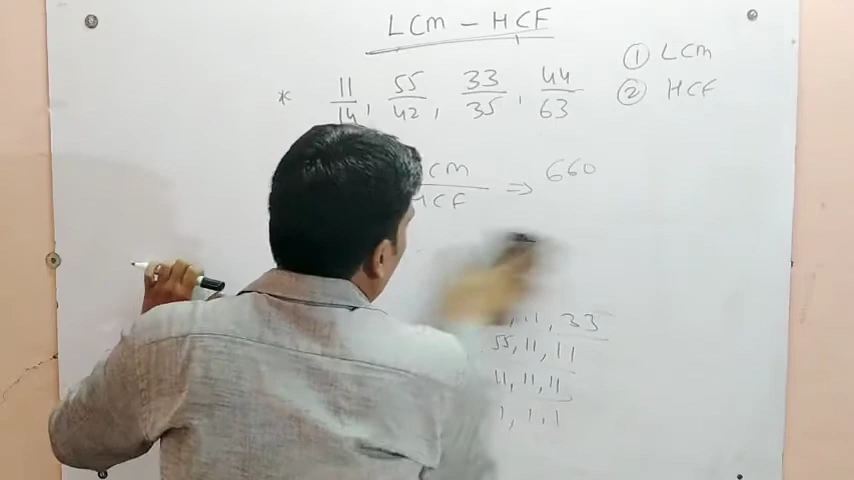 LCM - HCF
① LCM
② HCF
* 11/14, 55/42, 33/35, 44/63
CM/HCF ⇒ 660
, 11, 33
55, 11, 11
11, 11, 11
1, 1, 1